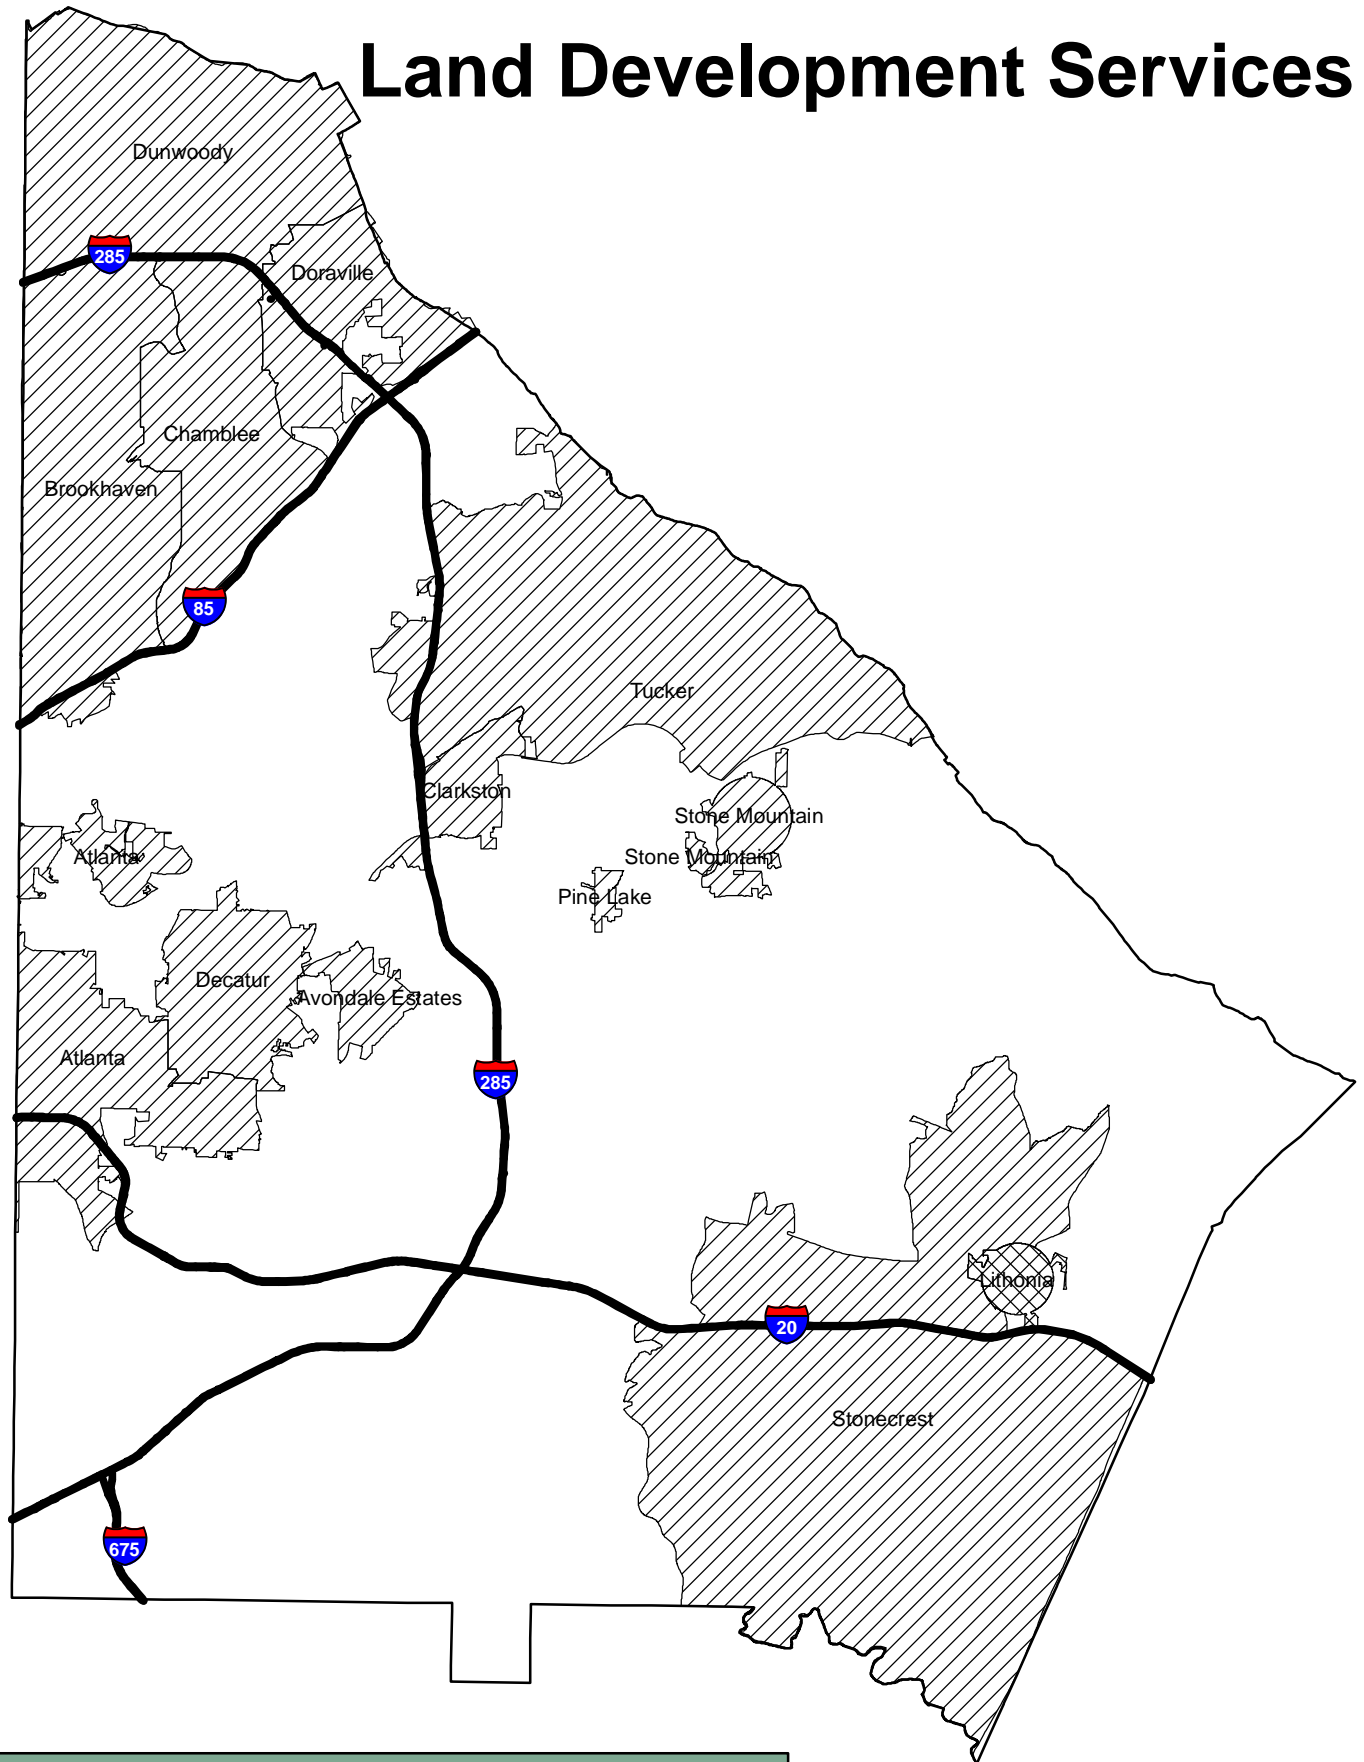 Land Development Services
Dunwoody
285
Doraville
Chamblee
Brookhaven
85
Tucker
Clarkston
Stone Mountain
Atlanta
Stone Mountain
Pine Lake
Decatur
Avondale Estates
Atlanta
285
Lithonia
20
Stonecrest
675